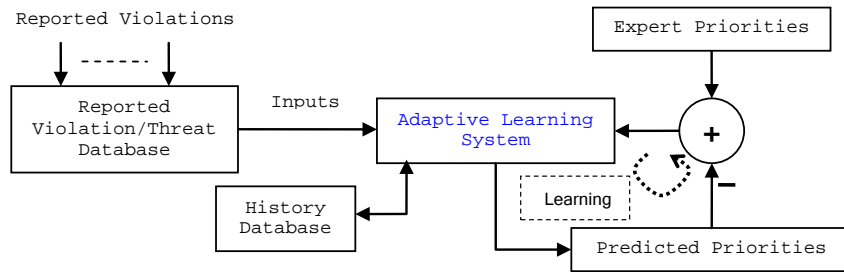 Reported Violations
Expert Priorities
Reported
Violation/Threat
Database
Inputs
Adaptive Learning
System
+
−
Learning
History
Database
Predicted Priorities